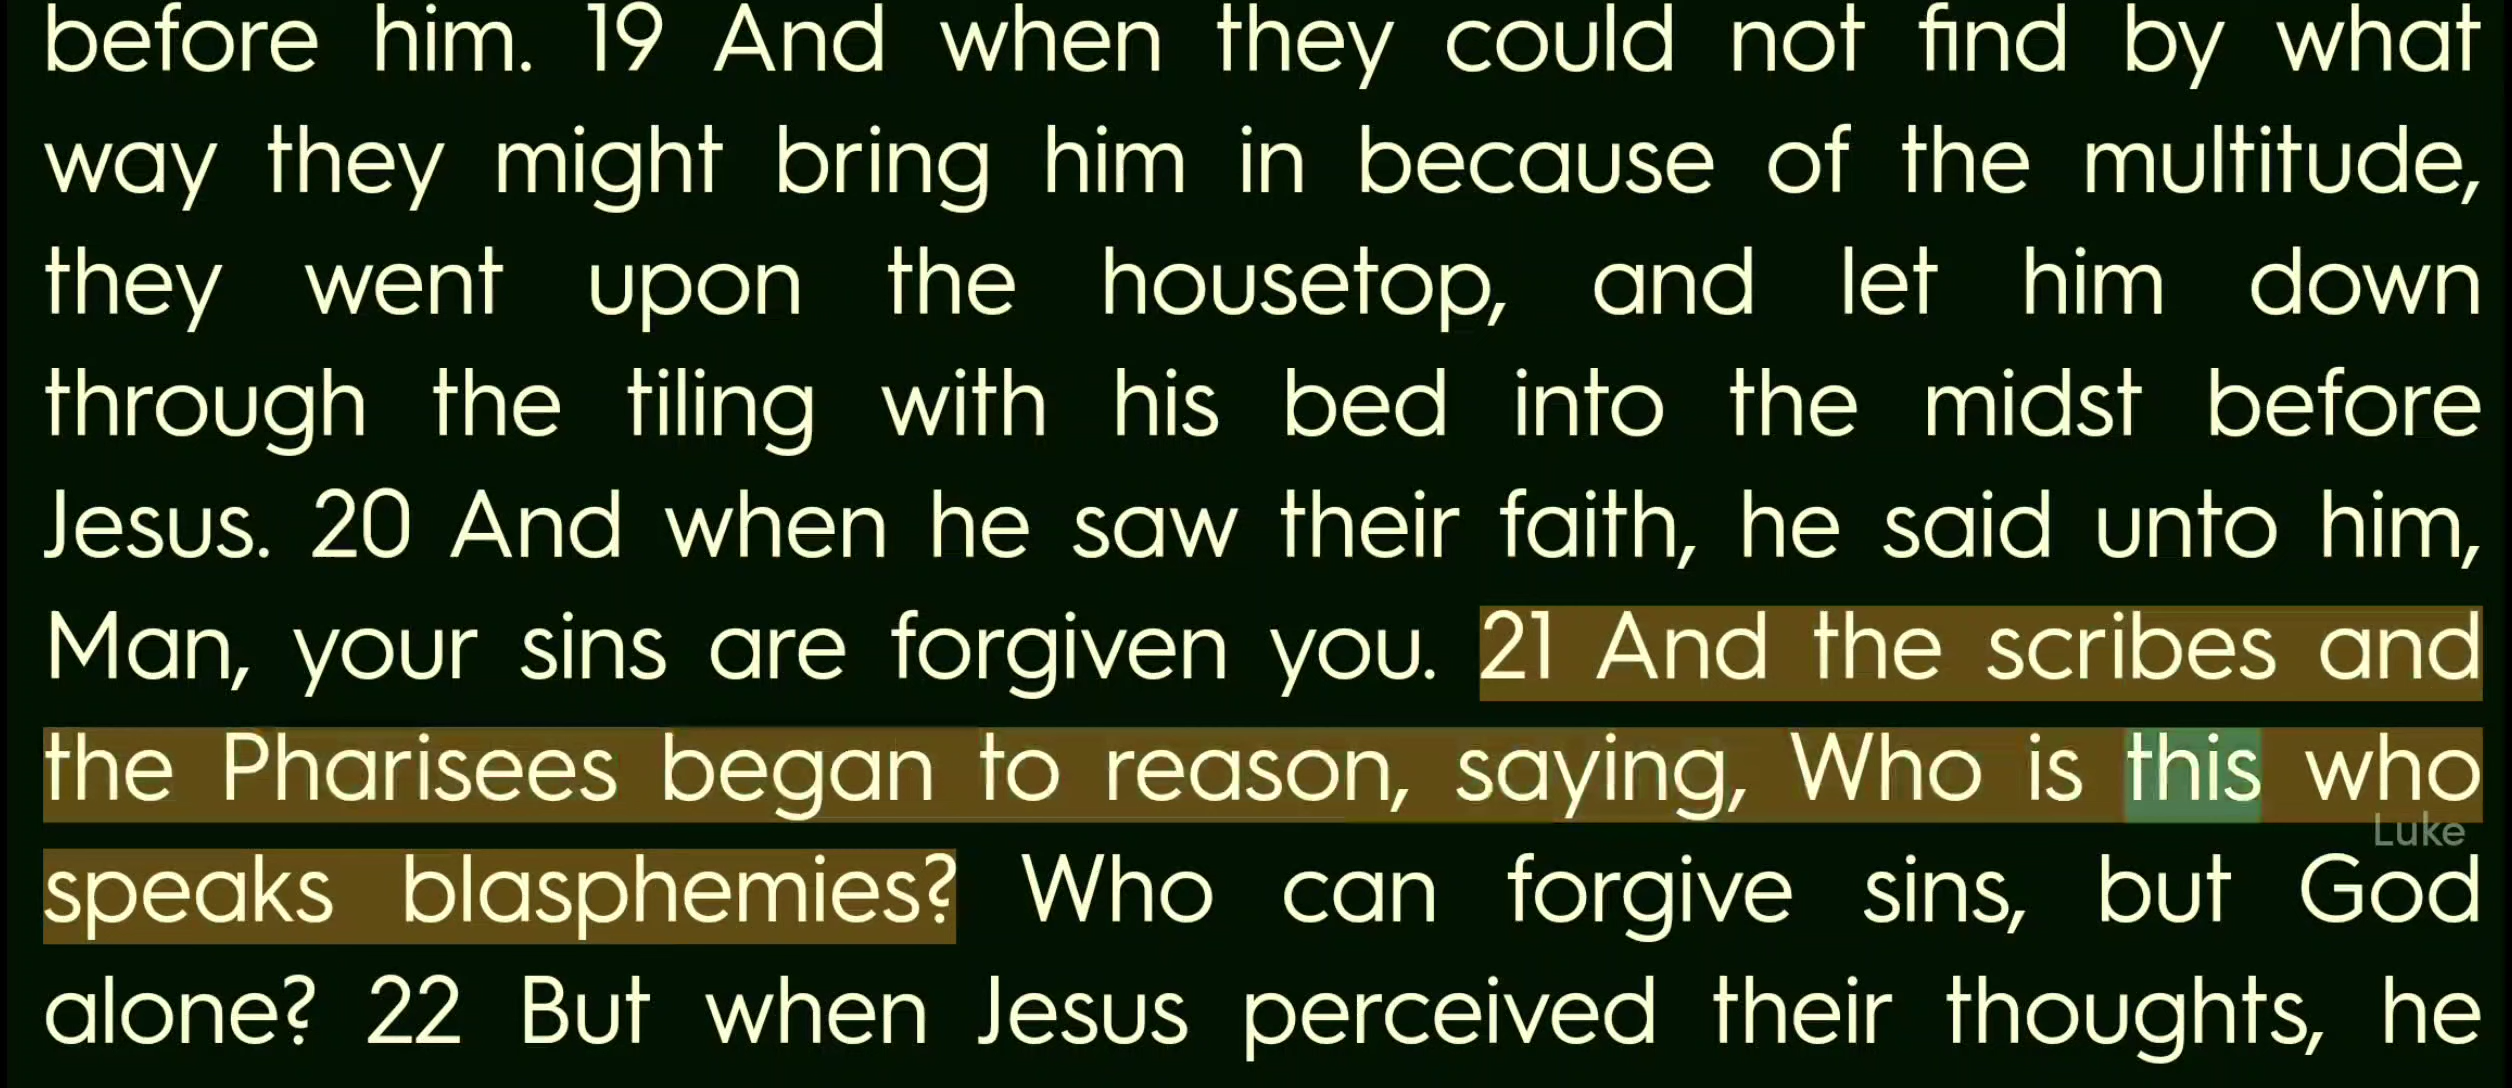 before him. 19 And when they could not find by what
way they might bring him in because of the multitude,
they went upon the housetop, and let him down
through the tiling with his bed into the midst before
Jesus. 20 And when he saw their faith, he said unto him,
Man, your sins are forgiven you. 21 And the scribes and
the Pharisees began to reason, saying, Who is this who
Luke
speaks blasphemies? Who can forgive sins, but God
alone? 22 But when Jesus perceived their thoughts, he